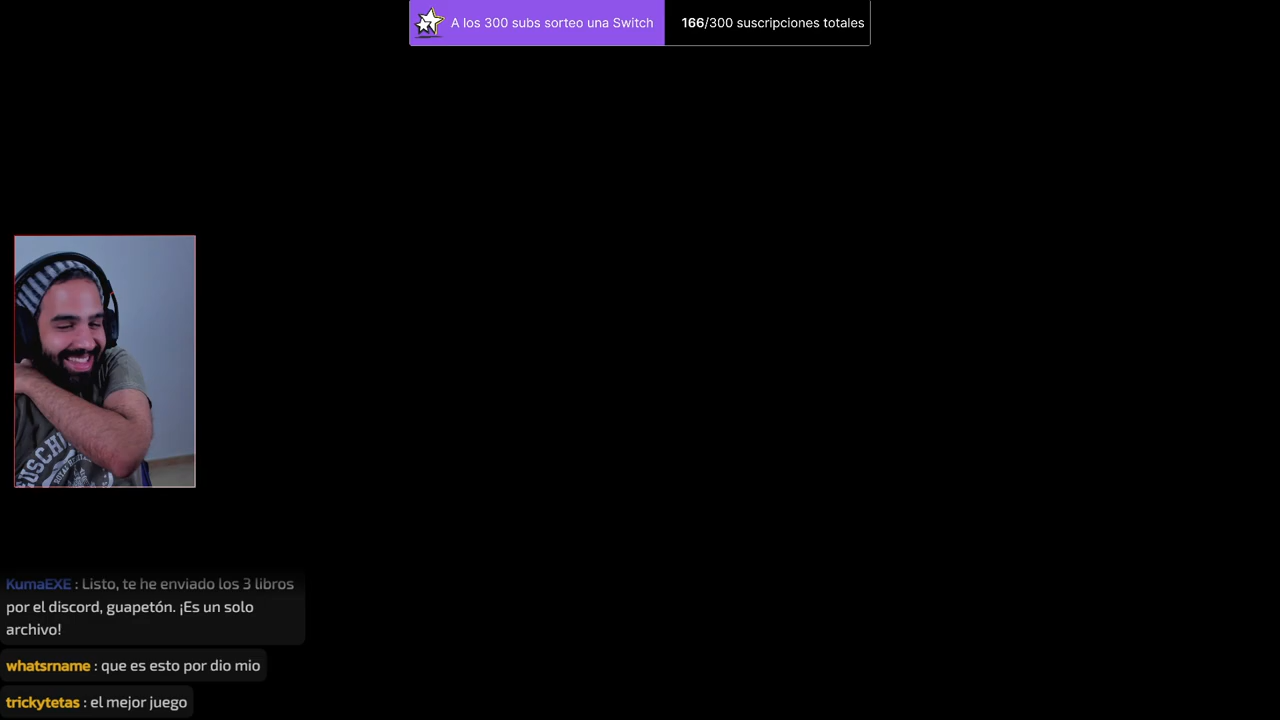 A los 300 subs sorteo una Switch 166/300 suscripciones totales
KumaEXE : Listo, te he enviado los 3 libros
por el discord, guapetón. ¡Es un solo
archivo!
whatsrname : que es esto por dio mio
trickytetas : el mejor juego